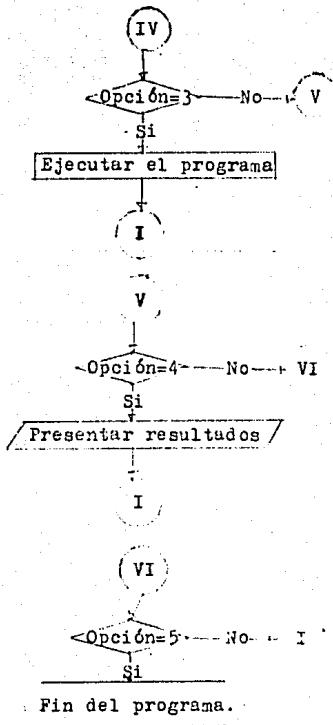 IV
Opción=3 No V
Si
Ejecutar el programa
I
V
Opción=4 No VI
Si
Presentar resultados
I
VI
Opción=5 No I
Si
Fin del programa.